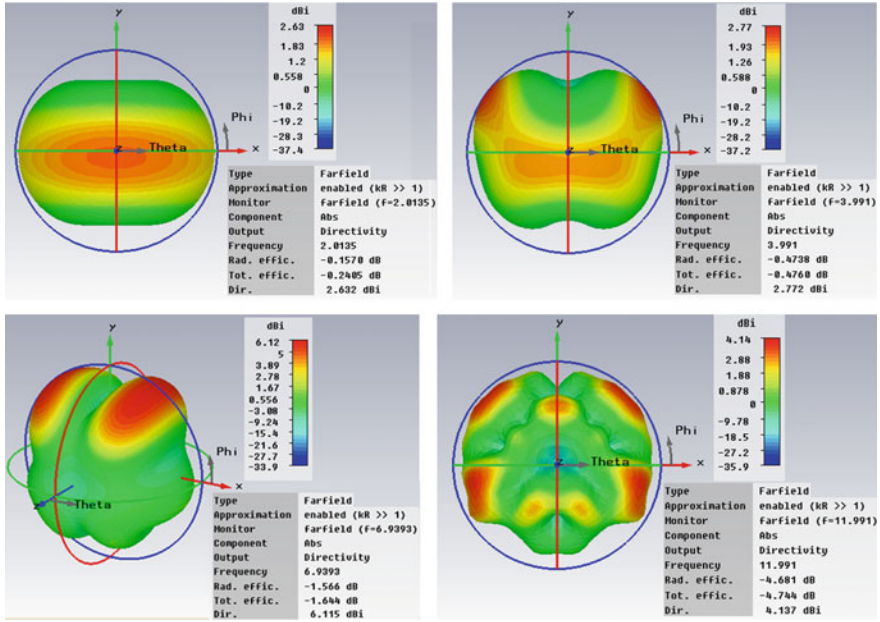 dBi
2.63
1.83
1.2
0.558
0
-10.2
-19.2
-28.3
-37.4
y
Phi
z
Theta
x
Type Farfield
Approximation enabled (kR >> 1)
Monitor farfield (f=2.0135)
Component Abs
Output Directivity
Frequency 2.0135
Rad. effic. -0.1570 dB
Tot. effic. -0.2405 dB
Dir. 2.632 dBi
dBi
2.77
1.93
1.26
0.588
0
-10.2
-19.2
-28.2
-37.2
y
Phi
z
Theta
x
Type Farfield
Approximation enabled (kR >> 1)
Monitor farfield (f=3.991)
Component Abs
Output Directivity
Frequency 3.991
Rad. effic. -0.4738 dB
Tot. effic. -0.4760 dB
Dir. 2.772 dBi
dBi
6.12
5
3.89
2.78
1.67
0.556
-3.08
-9.24
-15.4
-21.6
-27.7
-33.9
y
Phi
x
z
Theta
Type Farfield
Approximation enabled (kR >> 1)
Monitor farfield (f=6.9393)
Component Abs
Output Directivity
Frequency 6.9393
Rad. effic. -1.566 dB
Tot. effic. -1.644 dB
Dir. 6.115 dBi
dBi
4.14
2.88
1.88
0.878
0
-9.78
-18.5
-27.2
-35.9
y
Phi
z
Theta
x
Type Farfield
Approximation enabled (kR >> 1)
Monitor farfield (f=11.991)
Component Abs
Output Directivity
Frequency 11.991
Rad. effic. -4.681 dB
Tot. effic. -4.744 dB
Dir. 4.137 dBi